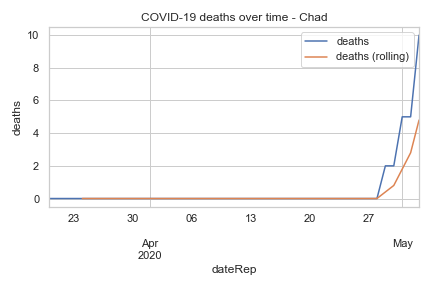 COVID-19 deaths over time - Chad
deaths
deaths (rolling)
10
8
6
4
2
0
deaths
23 30 06 13 20 27
Apr May
2020
dateRep